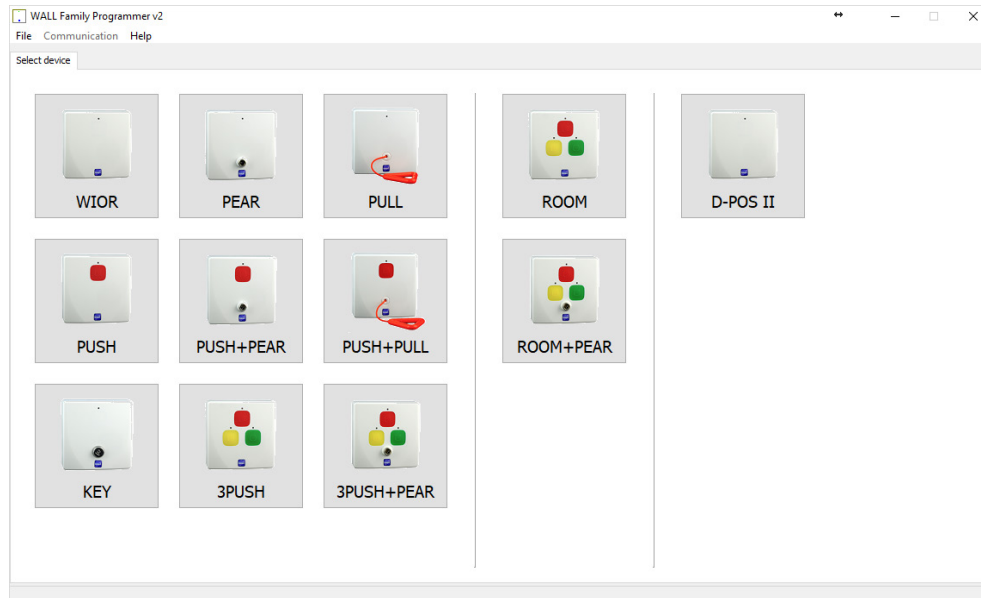 WALL Family Programmer v2
File Communication Help
Select device
WIOR PEAR PULL ROOM D-POS II
PUSH PUSH+PEAR PUSH+PULL ROOM+PEAR
KEY 3PUSH 3PUSH+PEAR